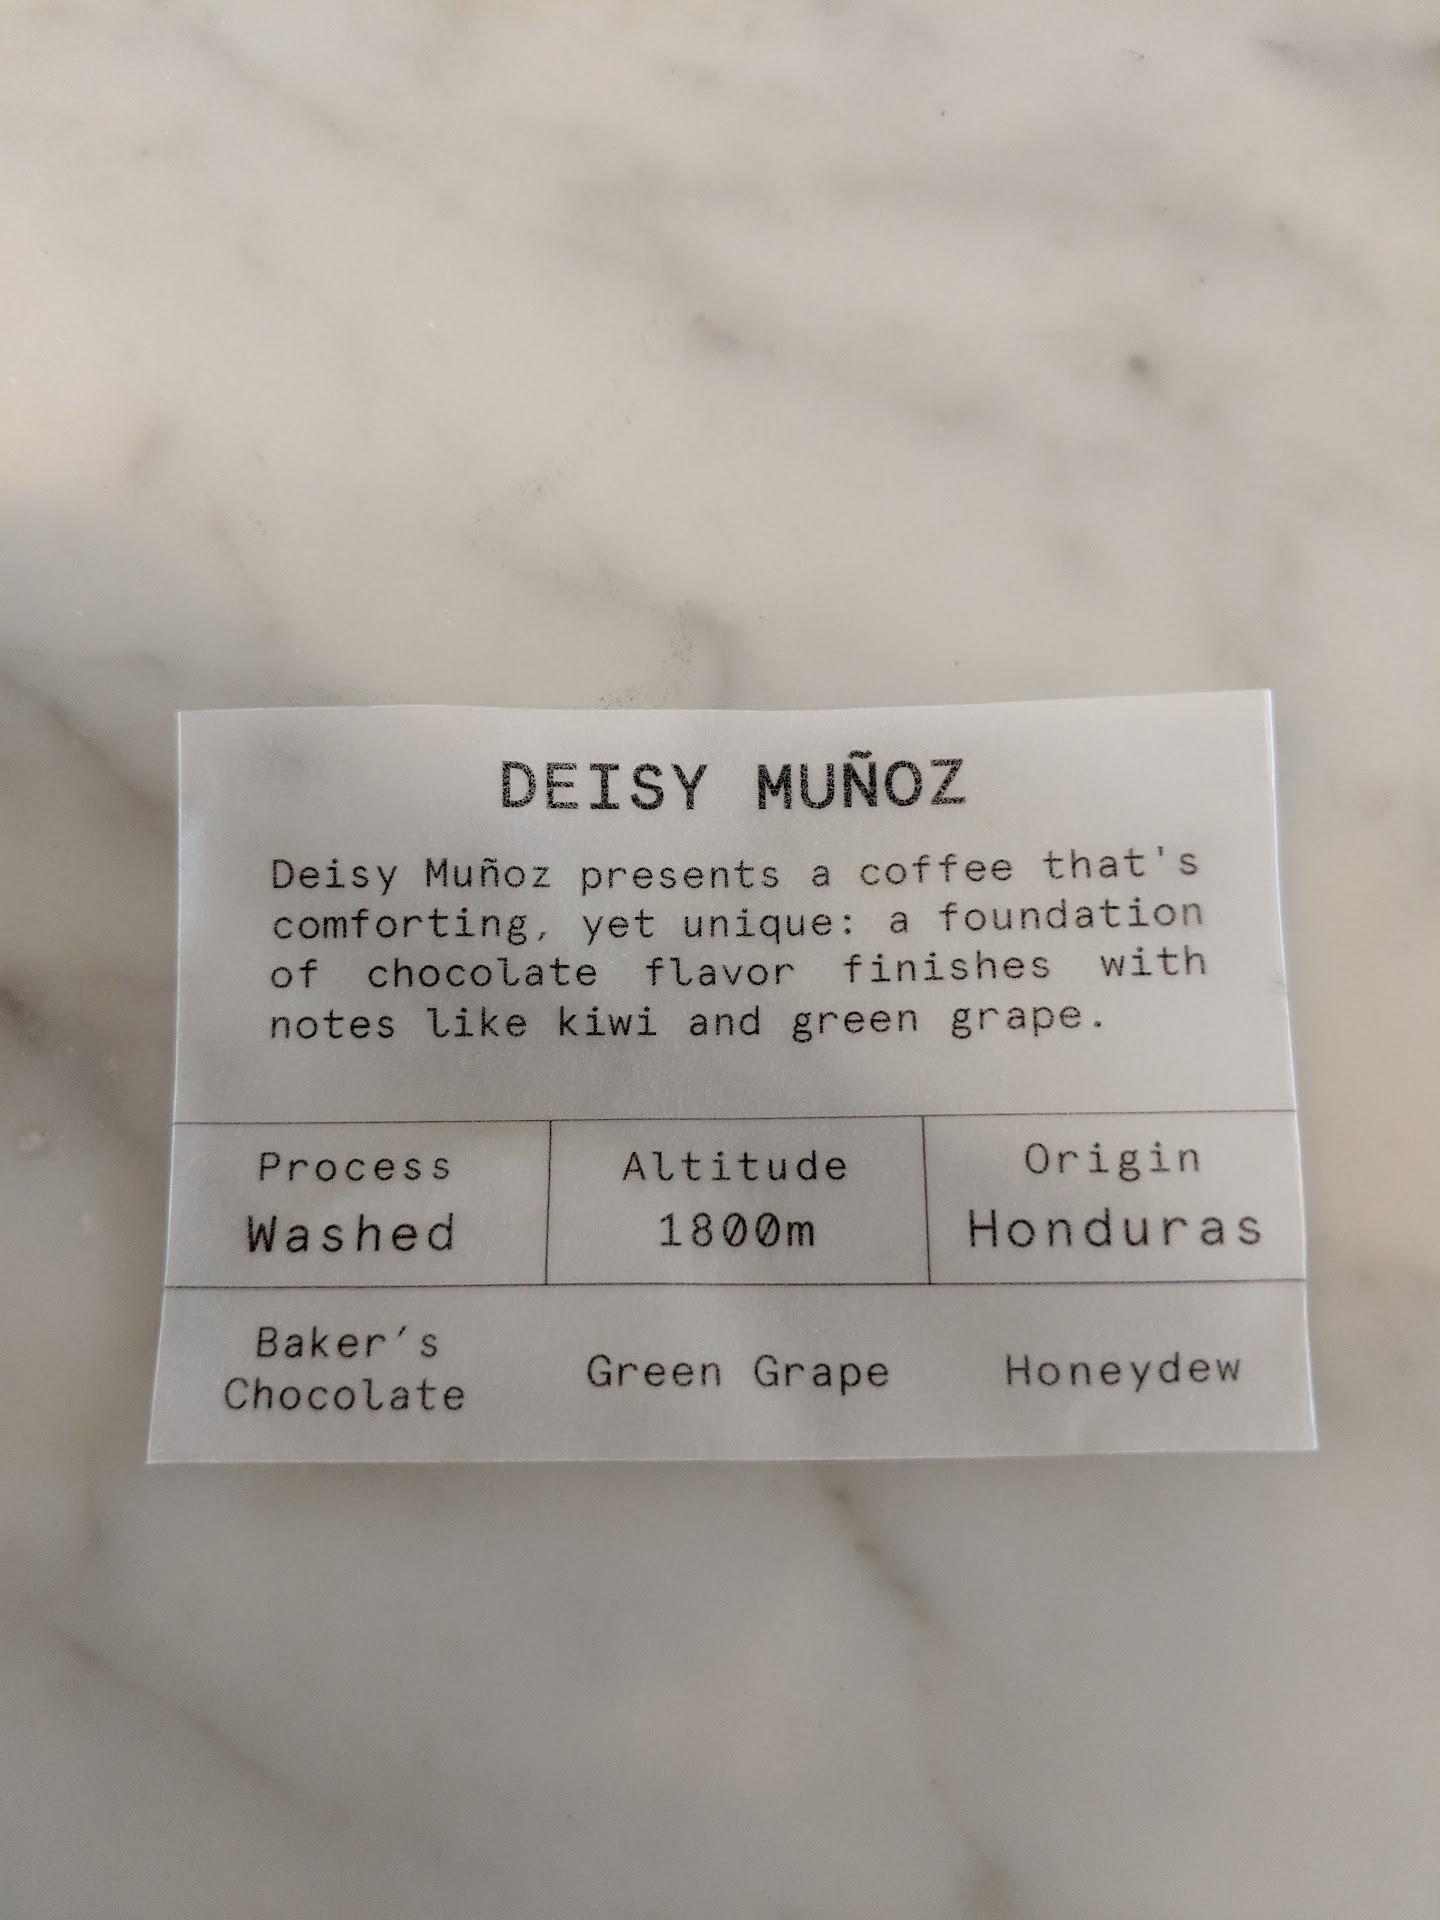 DEISY MUÑOZ
Deisy Muñoz presents a coffee that's
comforting, yet unique: a foundation
of chocolate flavor finishes with
notes like kiwi and green grape.
Process
Washed
Altitude
1800m
Origin
Honduras
Baker's
Chocolate
Green Grape
Honeydew